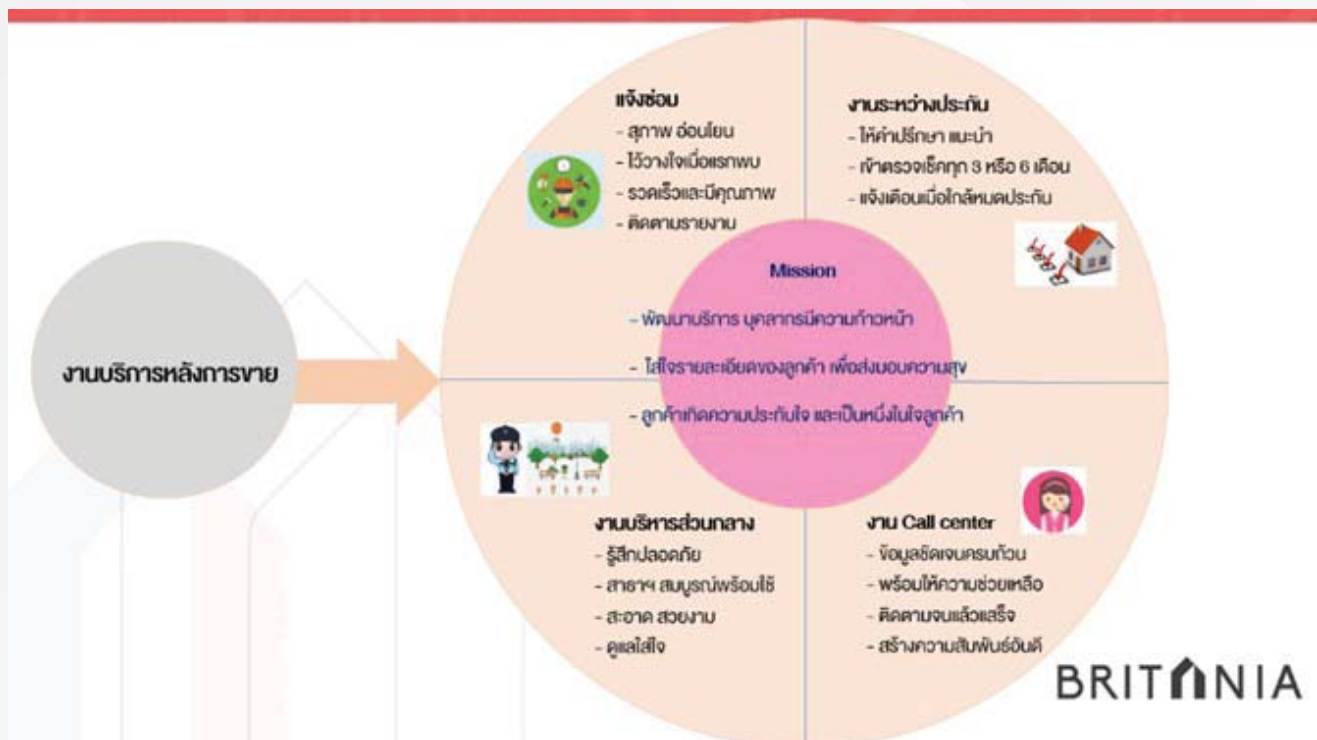 งานบริการหลังการขาย
แจ้งซ่อม
- สุภาพ อ่อนโยน
- ไว้วางใจเมื่อแรกพบ
- รวดเร็วและมีคุณภาพ
- ติดตามรายงาน
งานระหว่างประกัน
- ให้คำปรึกษา แนะนำ
- เข้าตรวจเช็คทุก 3 หรือ 6 เดือน
- แจ้งเตือนเมื่อใกล้หมดประกัน
Mission
- พัฒนาบริการ บุคลากรมีความก้าวหน้า
- ใส่ใจรายละเอียดของลูกค้า เพื่อส่งมอบความสุข
- ลูกค้าเกิดความประทับใจ และเป็นหนึ่งในใจลูกค้า
งานบริหารส่วนกลาง
- รู้สึกปลอดภัย
- สาธาฯ สมบูรณ์พร้อมใช้
- สะอาด สวยงาม
- ดูแลใส่ใจ
งาน Call center
- ข้อมูลชัดเจนครบถ้วน
- พร้อมให้ความช่วยเหลือ
- ติดตามจนแล้วเสร็จ
- สร้างความสัมพันธ์อันดี
BRITANIA